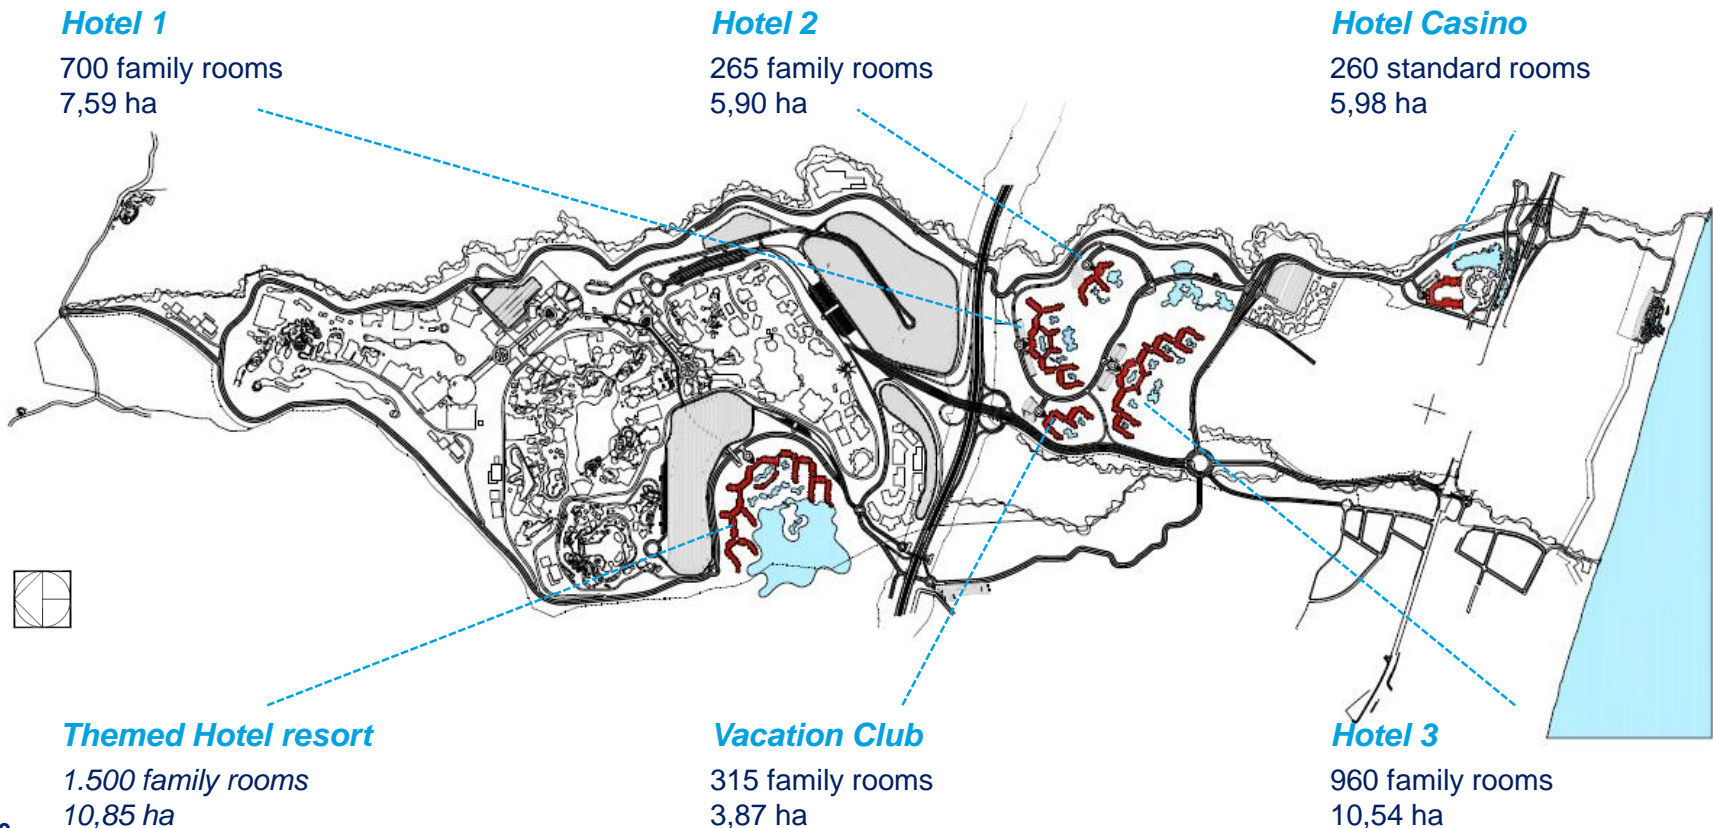 Hotel 1
700 family rooms
7,59 ha
Hotel 2
265 family rooms
5,90 ha
Hotel Casino
260 standard rooms
5,98 ha
Themed Hotel resort
1.500 family rooms
10,85 ha
Vacation Club
315 family rooms
3,87 ha
Hotel 3
960 family rooms
10,54 ha